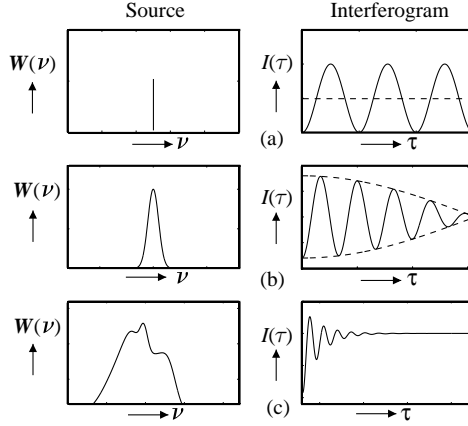 Source Interferogram
W(ν) I(τ)
(a)
ν τ
W(ν) I(τ)
(b)
ν τ
W(ν) I(τ)
ν (c) τ